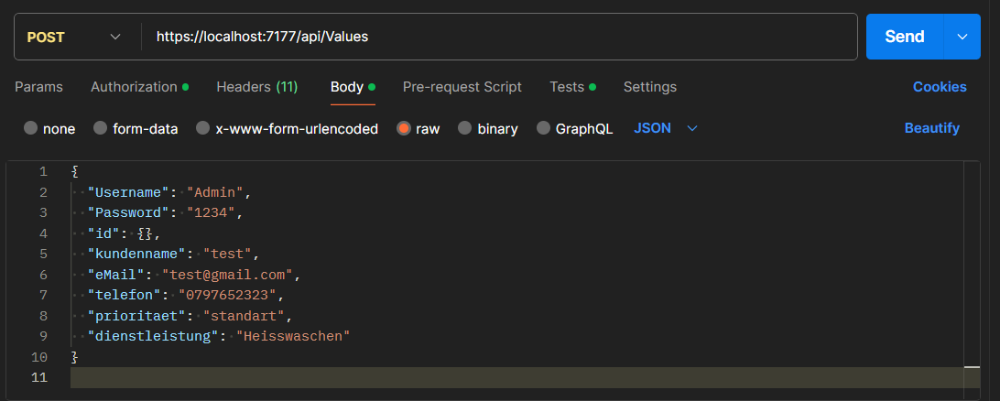 POST https://localhost:7177/api/Values Send
Params Authorization Headers (11) Body Pre-request Script Tests Settings Cookies
none form-data x-www-form-urlencoded raw binary GraphQL JSON Beautify
1 {
2 "Username": "Admin",
3 "Password": "1234",
4 "id": {},
5 "kundenname": "test",
6 "eMail": "test@gmail.com",
7 "telefon": "0797652323",
8 "prioritaet": "standart",
9 "dienstleistung": "Heisswaschen"
10 }
11